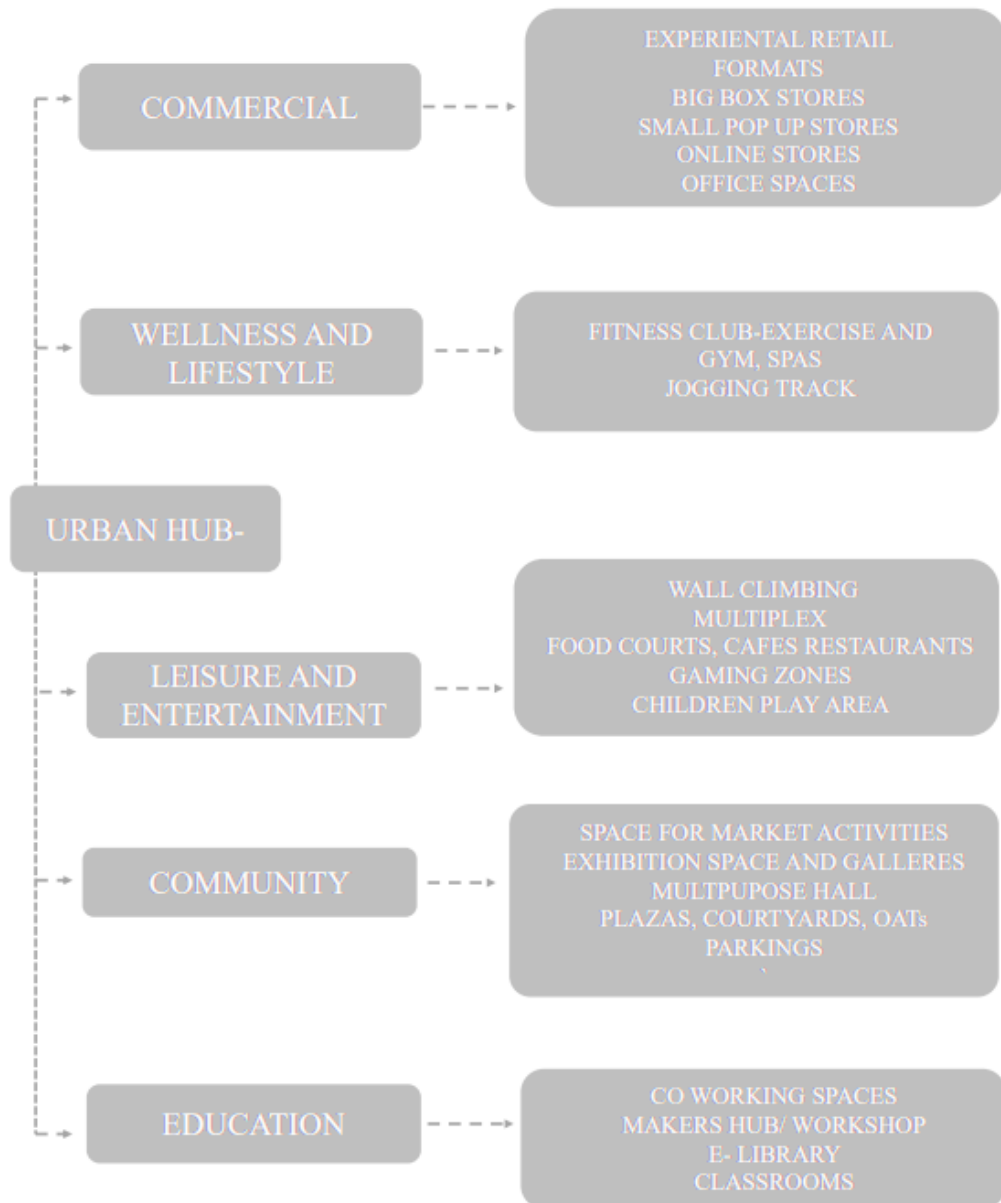 COMMERCIAL
EXPERIENTAL RETAIL
FORMATS
BIG BOX STORES
SMALL POP UP STORES
ONLINE STORES
OFFICE SPACES
WELLNESS AND
LIFESTYLE
FITNESS CLUB-EXERCISE AND
GYM, SPAS
JOGGING TRACK
URBAN HUB-
LEISURE AND
ENTERTAINMENT
WALL CLIMBING
MULTIPLEX
FOOD COURTS, CAFES RESTAURANTS
GAMING ZONES
CHILDREN PLAY AREA
COMMUNITY
SPACE FOR MARKET ACTIVITIES
EXHIBITION SPACE AND GALLERES
MULTPUPOSE HALL
PLAZAS, COURTYARDS, OATs
PARKINGS
`
EDUCATION
CO WORKING SPACES
MAKERS HUB/ WORKSHOP
E- LIBRARY
CLASSROOMS